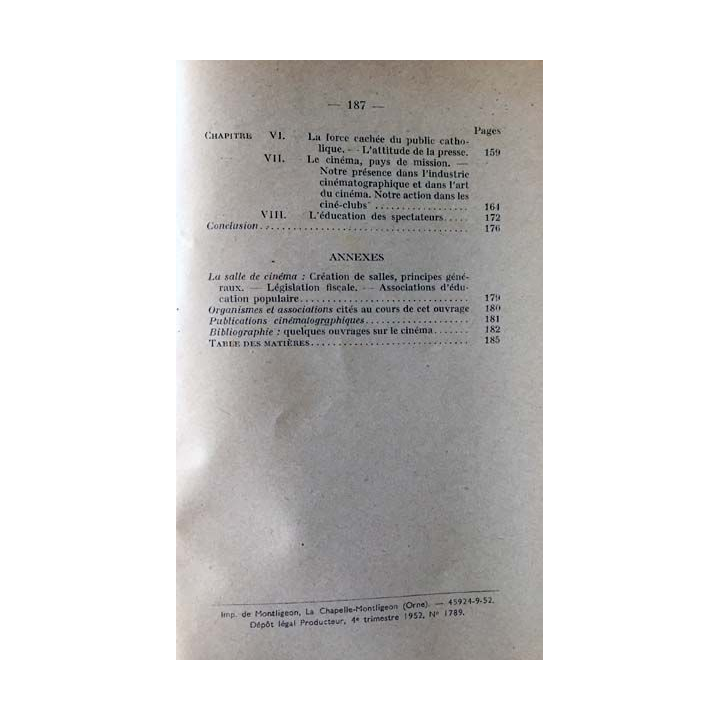 — 187 —
Pages
CHAPITRE VI. La force cachée du public catho-
lique. — L'attitude de la presse. 159
VII. Le cinéma, pays de mission. —
Notre présence dans l'industrie
cinématographique et dans l'art
du cinéma. Notre action dans les
ciné-clubs .................. 164
VIII. L'éducation des spectateurs..... 172
Conclusion............................................. 176
ANNEXES
La salle de cinéma : Création de salles, principes géné-
raux. — Législation fiscale. — Associations d'édu-
cation populaire................................... 179
Organismes et associations cités au cours de cet ouvrage 180
Publications cinématographiques..................... 181
Bibliographie : quelques ouvrages sur le cinéma....... 182
TABLE DES MATIÈRES................................. 185
Imp. de Montligeon, La Chapelle-Montligeon (Orne). — 45924-9-52.
Dépôt légal Producteur, 4e trimestre 1952, N° 1789.